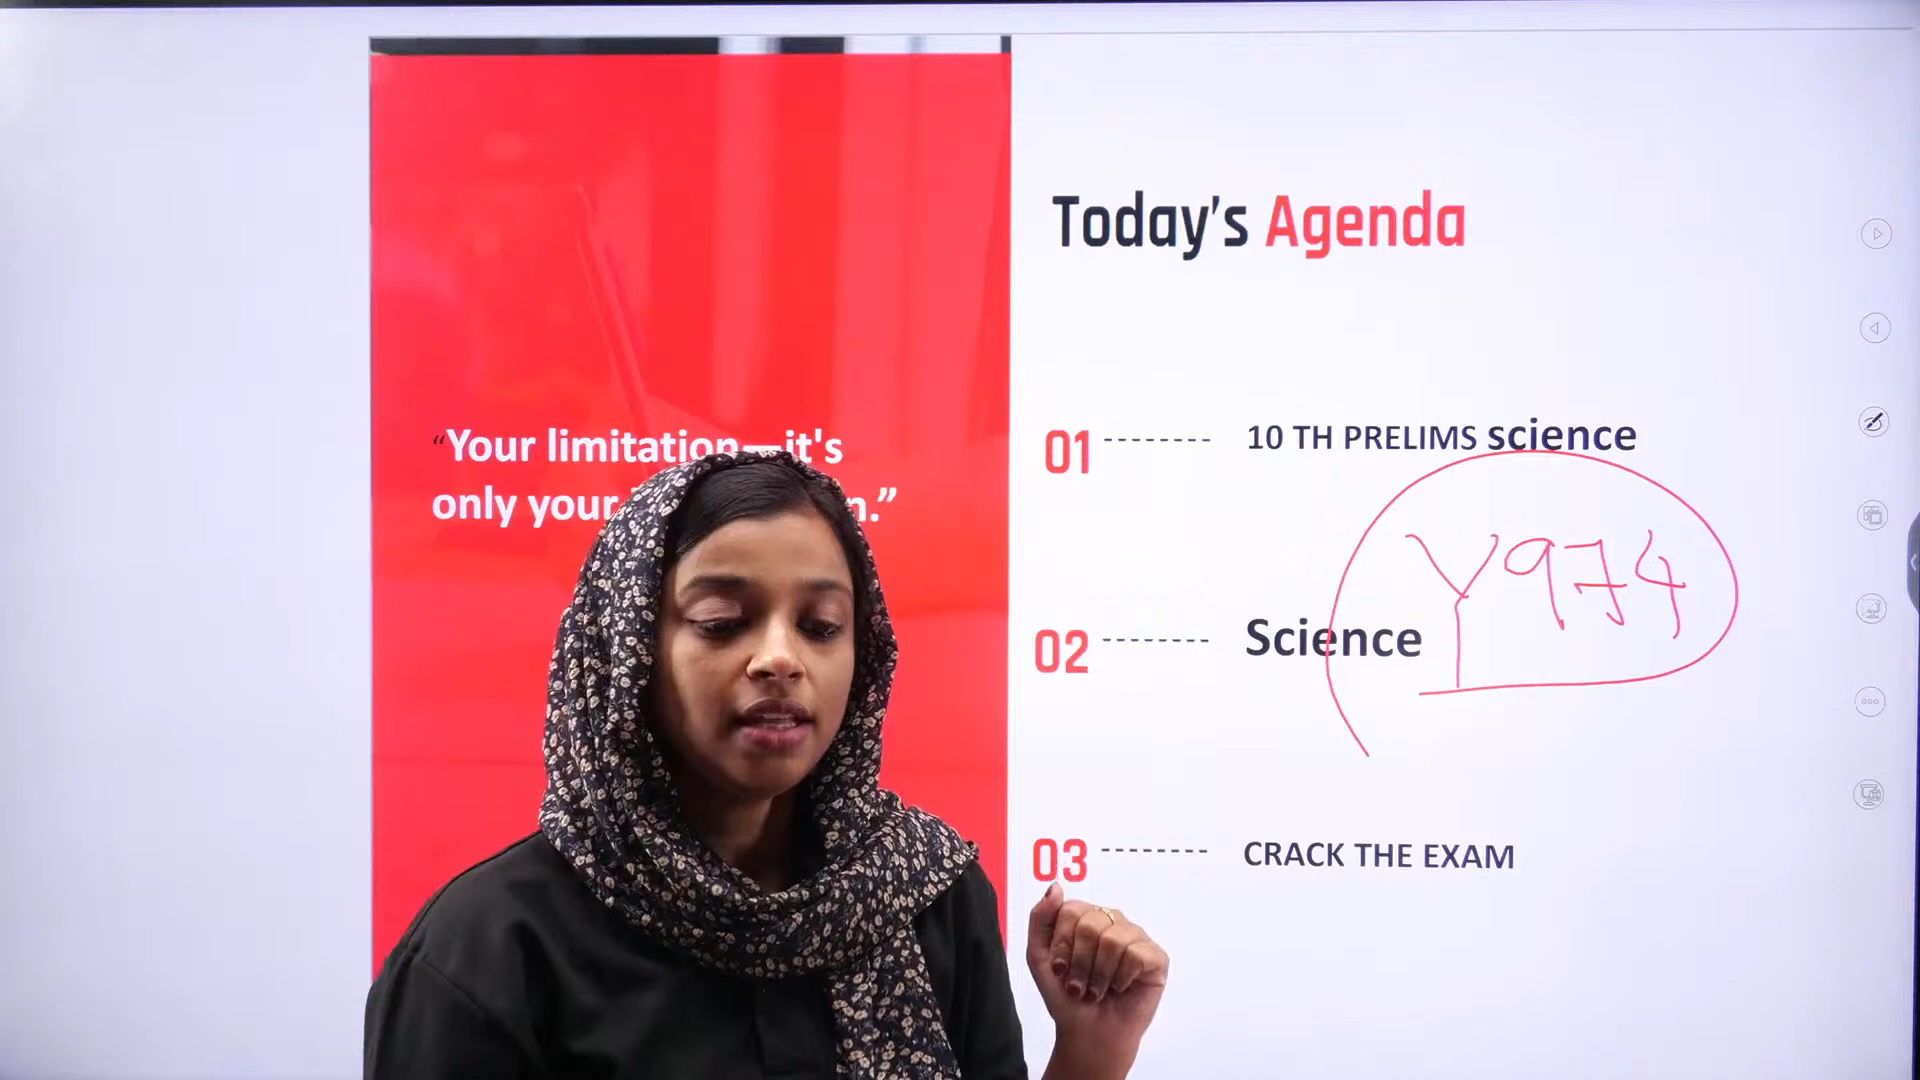 “Your limitation—it's
only your n.”
Today's Agenda
01 -------- 10 TH PRELIMS science
Y974
02 -------- Science
03 -------- CRACK THE EXAM